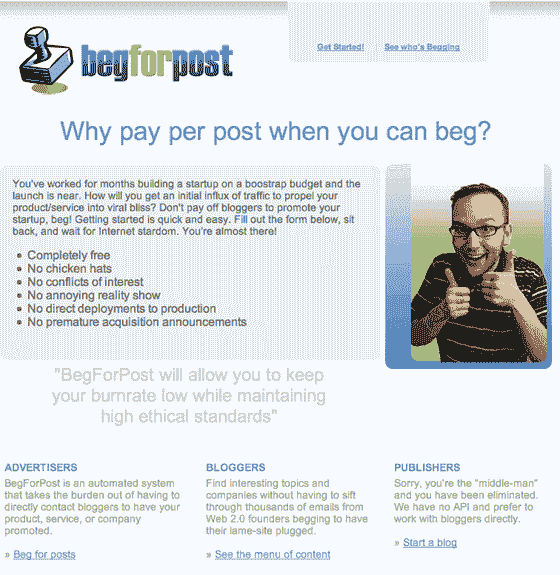 Get Started! See who's Begging
begforpost
Why pay per post when you can beg?
You've worked for months building a startup on a boostrap budget and the
launch is near. How will you get an initial influx of traffic to propel your
product/service into viral bliss? Don't pay off bloggers to promote your
startup, beg! Getting started is quick and easy. Fill out the form below, sit
back, and wait for Internet stardom. You're almost there!
• Completely free
• No chicken hats
• No conflicts of interest
• No annoying reality show
• No direct deployments to production
• No premature acquisition announcements
"BegForPost will allow you to keep
your burnrate low while maintaining
high ethical standards"
ADVERTISERS
BegForPost is an automated system
that takes the burden out of having to
directly contact bloggers to have your
product, service, or company
promoted.
» Beg for posts
BLOGGERS
Find interesting topics and
companies without having to sift
through thousands of emails from
Web 2.0 founders begging to have
their lame-site plugged.
» See the menu of content
PUBLISHERS
Sorry, you're the "middle-man"
and you have been eliminated.
We have no API and prefer to
work with bloggers directly.
» Start a blog